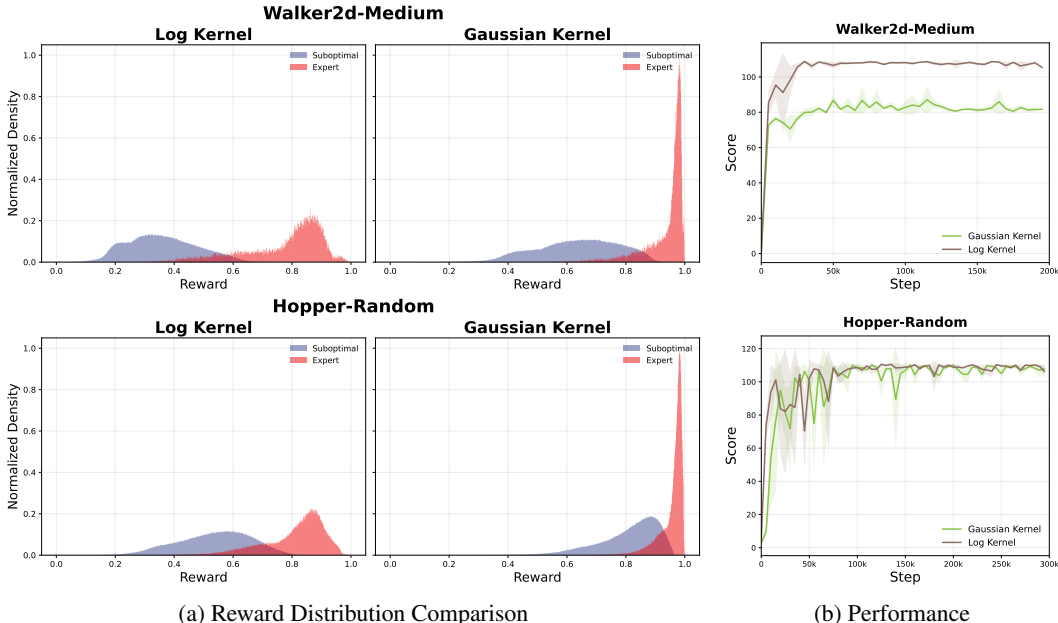 Walker2d-Medium
Log Kernel
Gaussian Kernel
Normalized Density
1.0
0.8
0.6
0.4
0.2
0.0
Suboptimal
Expert
Suboptimal
Expert
0.0 0.2 0.4 0.6 0.8 1.0
0.0 0.2 0.4 0.6 0.8 1.0
Reward
Reward
Hopper-Random
Log Kernel
Gaussian Kernel
Normalized Density
1.0
0.8
0.6
0.4
0.2
0.0
Suboptimal
Expert
Suboptimal
Expert
0.0 0.2 0.4 0.6 0.8 1.0
0.0 0.2 0.4 0.6 0.8 1.0
Reward
Reward
(a) Reward Distribution Comparison
Walker2d-Medium
Score
100
80
60
40
20
0
Gaussian Kernel
Log Kernel
0 50k 100k 150k 200k
Step
Hopper-Random
Score
120
100
80
60
40
20
0
Gaussian Kernel
Log Kernel
0 50k 100k 150k 200k 250k 300k
Step
(b) Performance